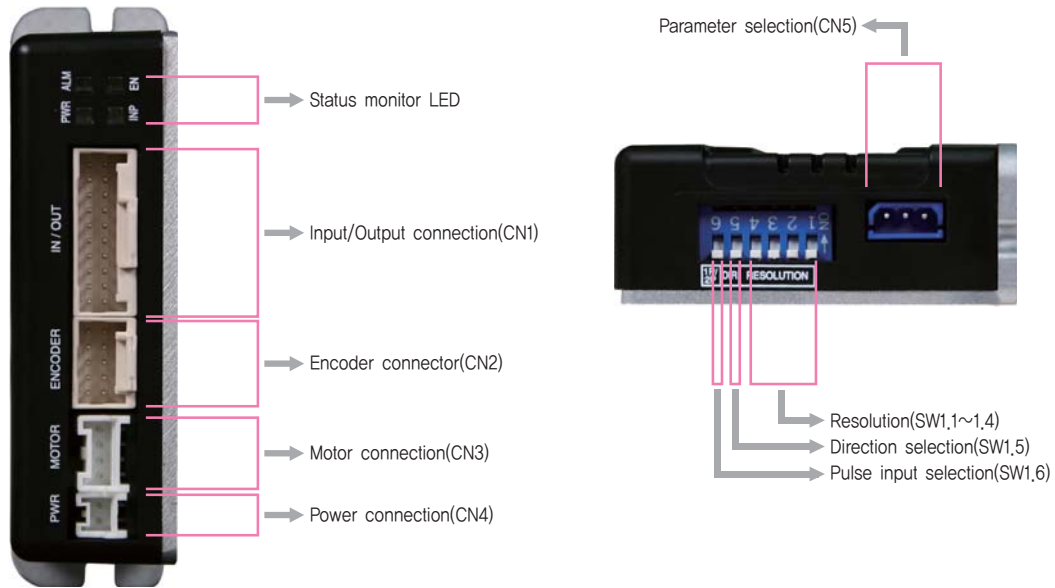 PWR ALM
INP EN
Status monitor LED
IN / OUT
Input/Output connection(CN1)
ENCODER
Encoder connector(CN2)
MOTOR
Motor connection(CN3)
PWR
Power connection(CN4)
Parameter selection(CN5)
6 5 4 3 2 1 ON
1P/ DIR RESOLUTION
Resolution(SW1.1~1.4)
Direction selection(SW1.5)
Pulse input selection(SW1.6)